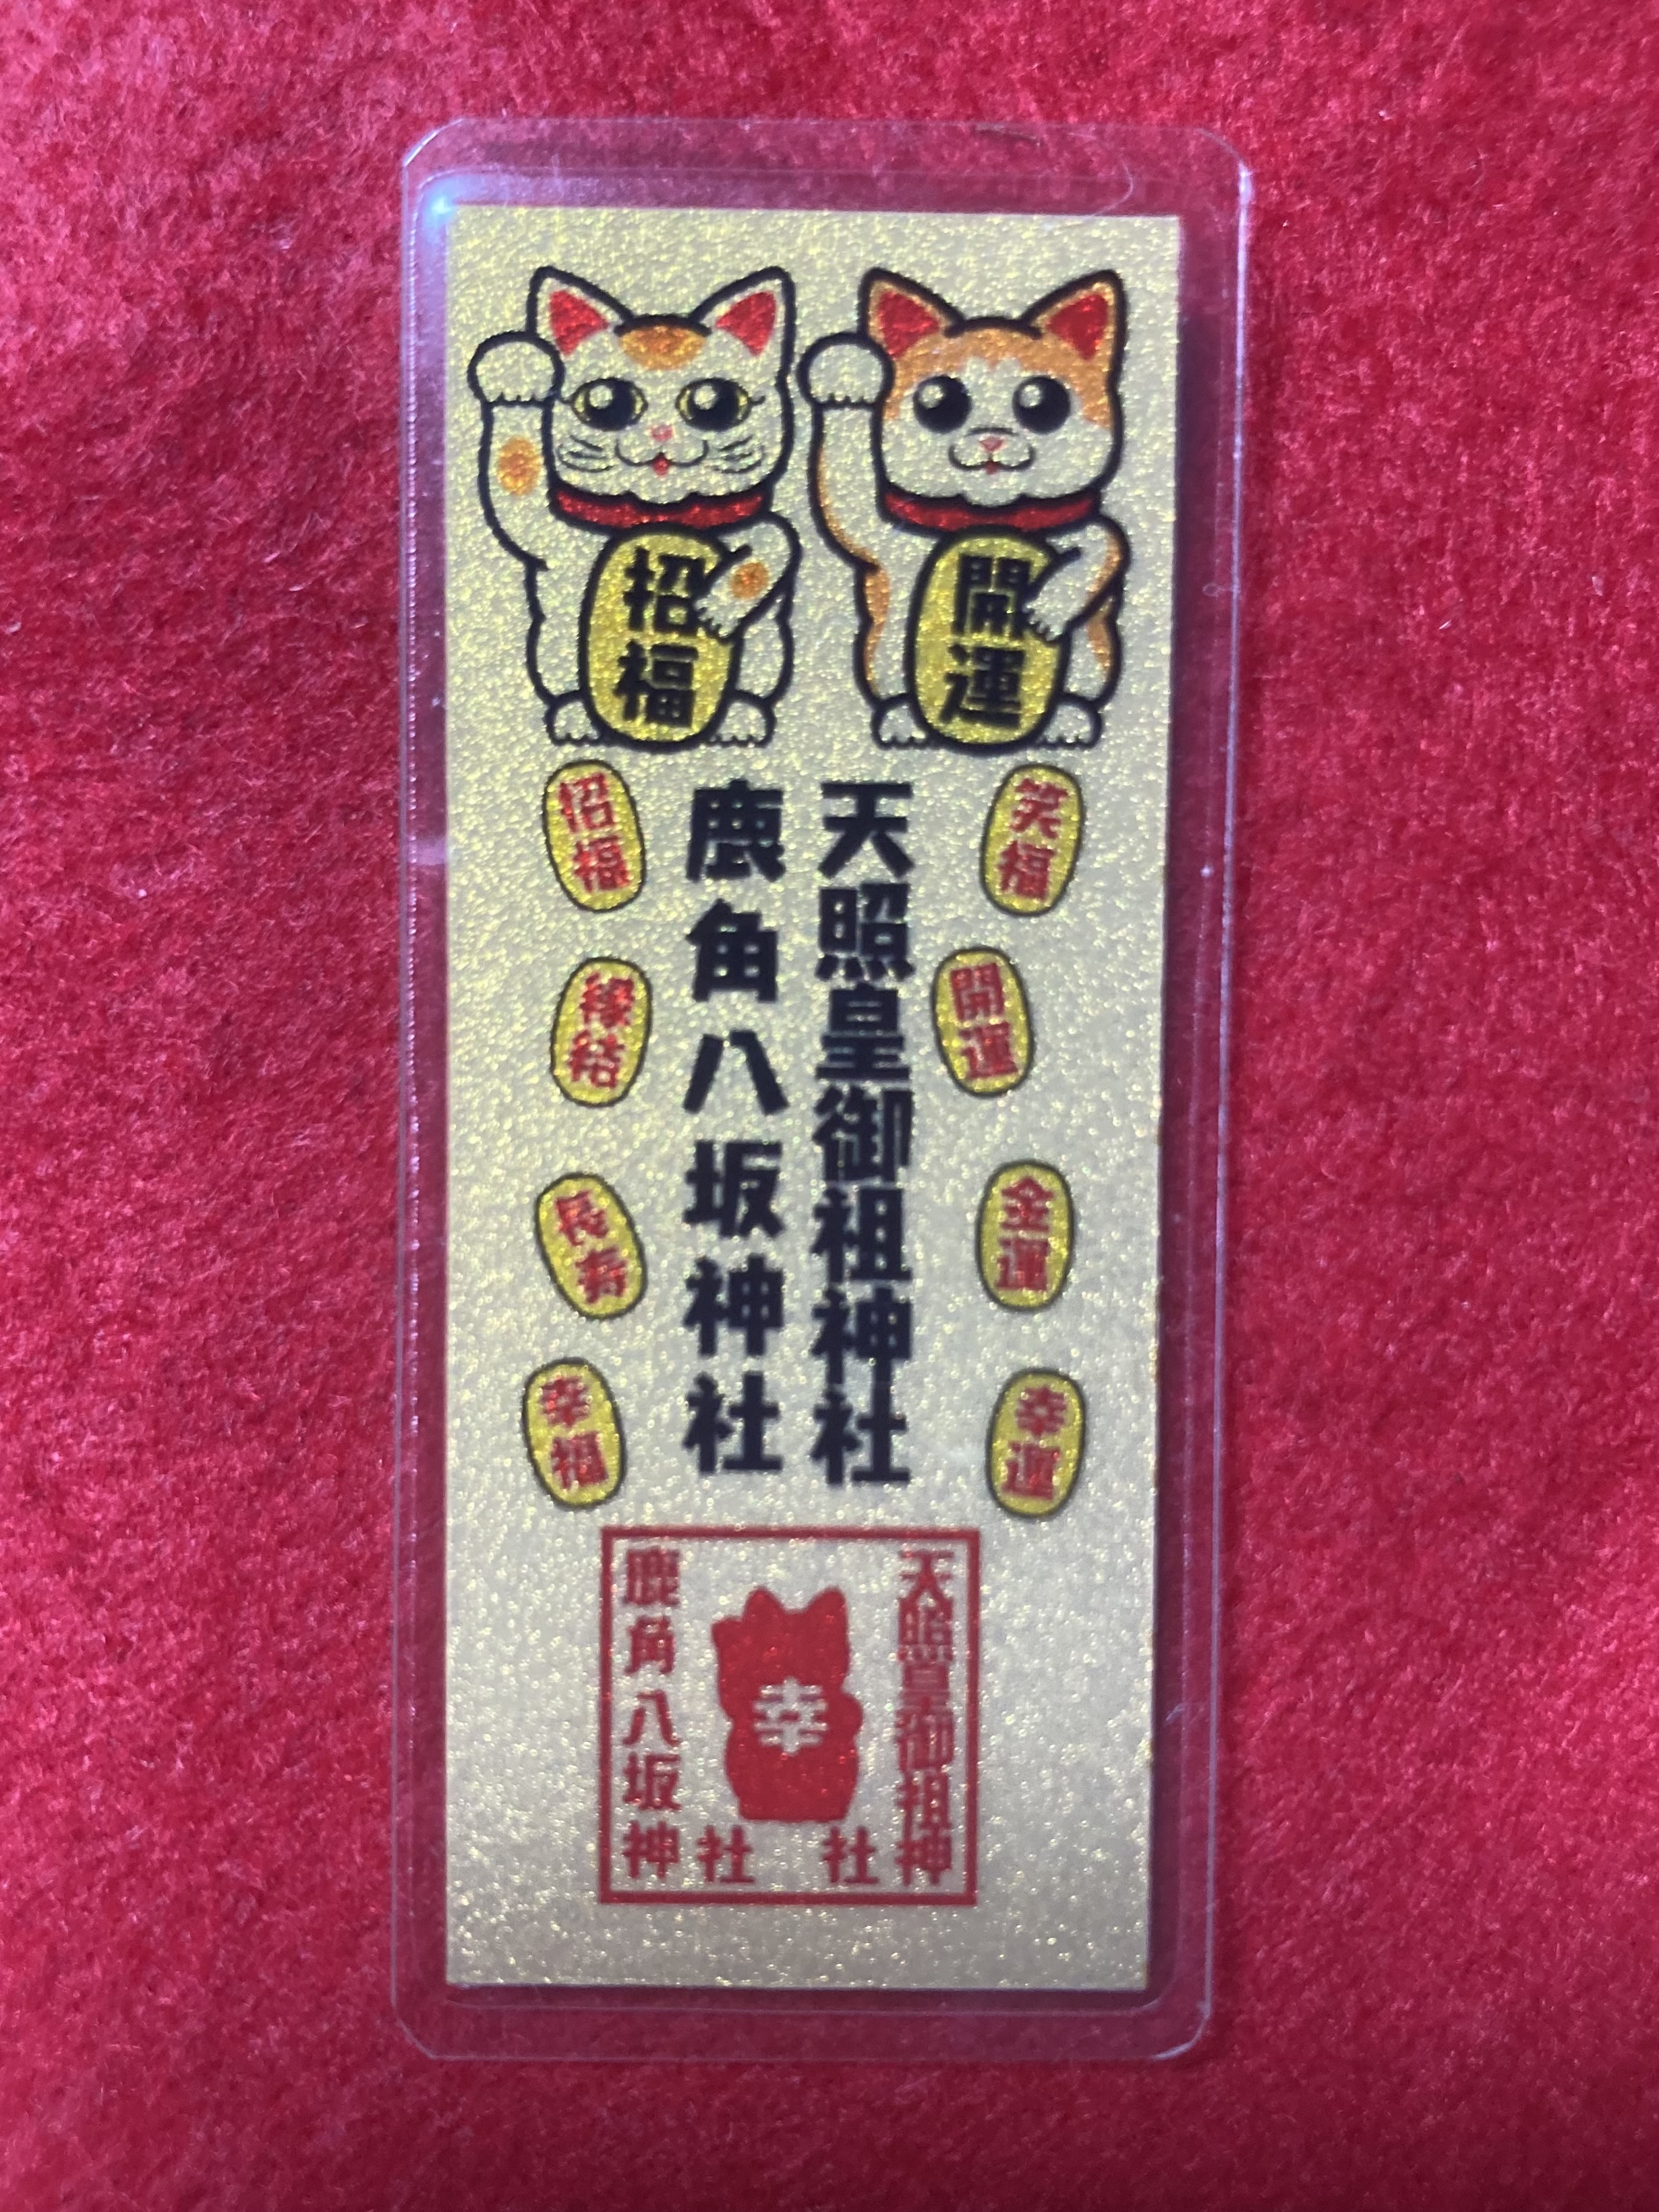 開運
招福
笑福
開運
金運
幸運
天照皇御祖神社
鹿角八坂神社
招福
縁結
長寿
幸福
天照皇御祖神社
幸
鹿角八坂神社